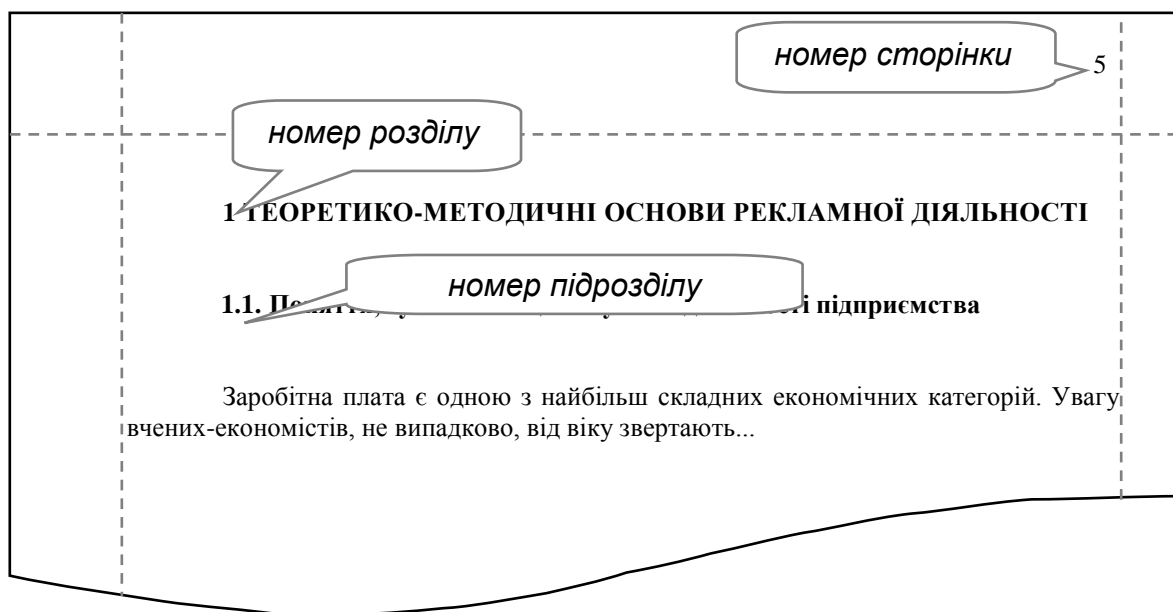 номер сторінки
5
номер розділу
1 ТЕОРЕТИКО-МЕТОДИЧНІ ОСНОВИ РЕКЛАМНОЇ ДІЯЛЬНОСТІ
номер підрозділу
1.1. підприємства
Заробітна плата є одною з найбільш складних економічних категорій. Увагу
вчених-економістів, не випадково, від віку звертають...